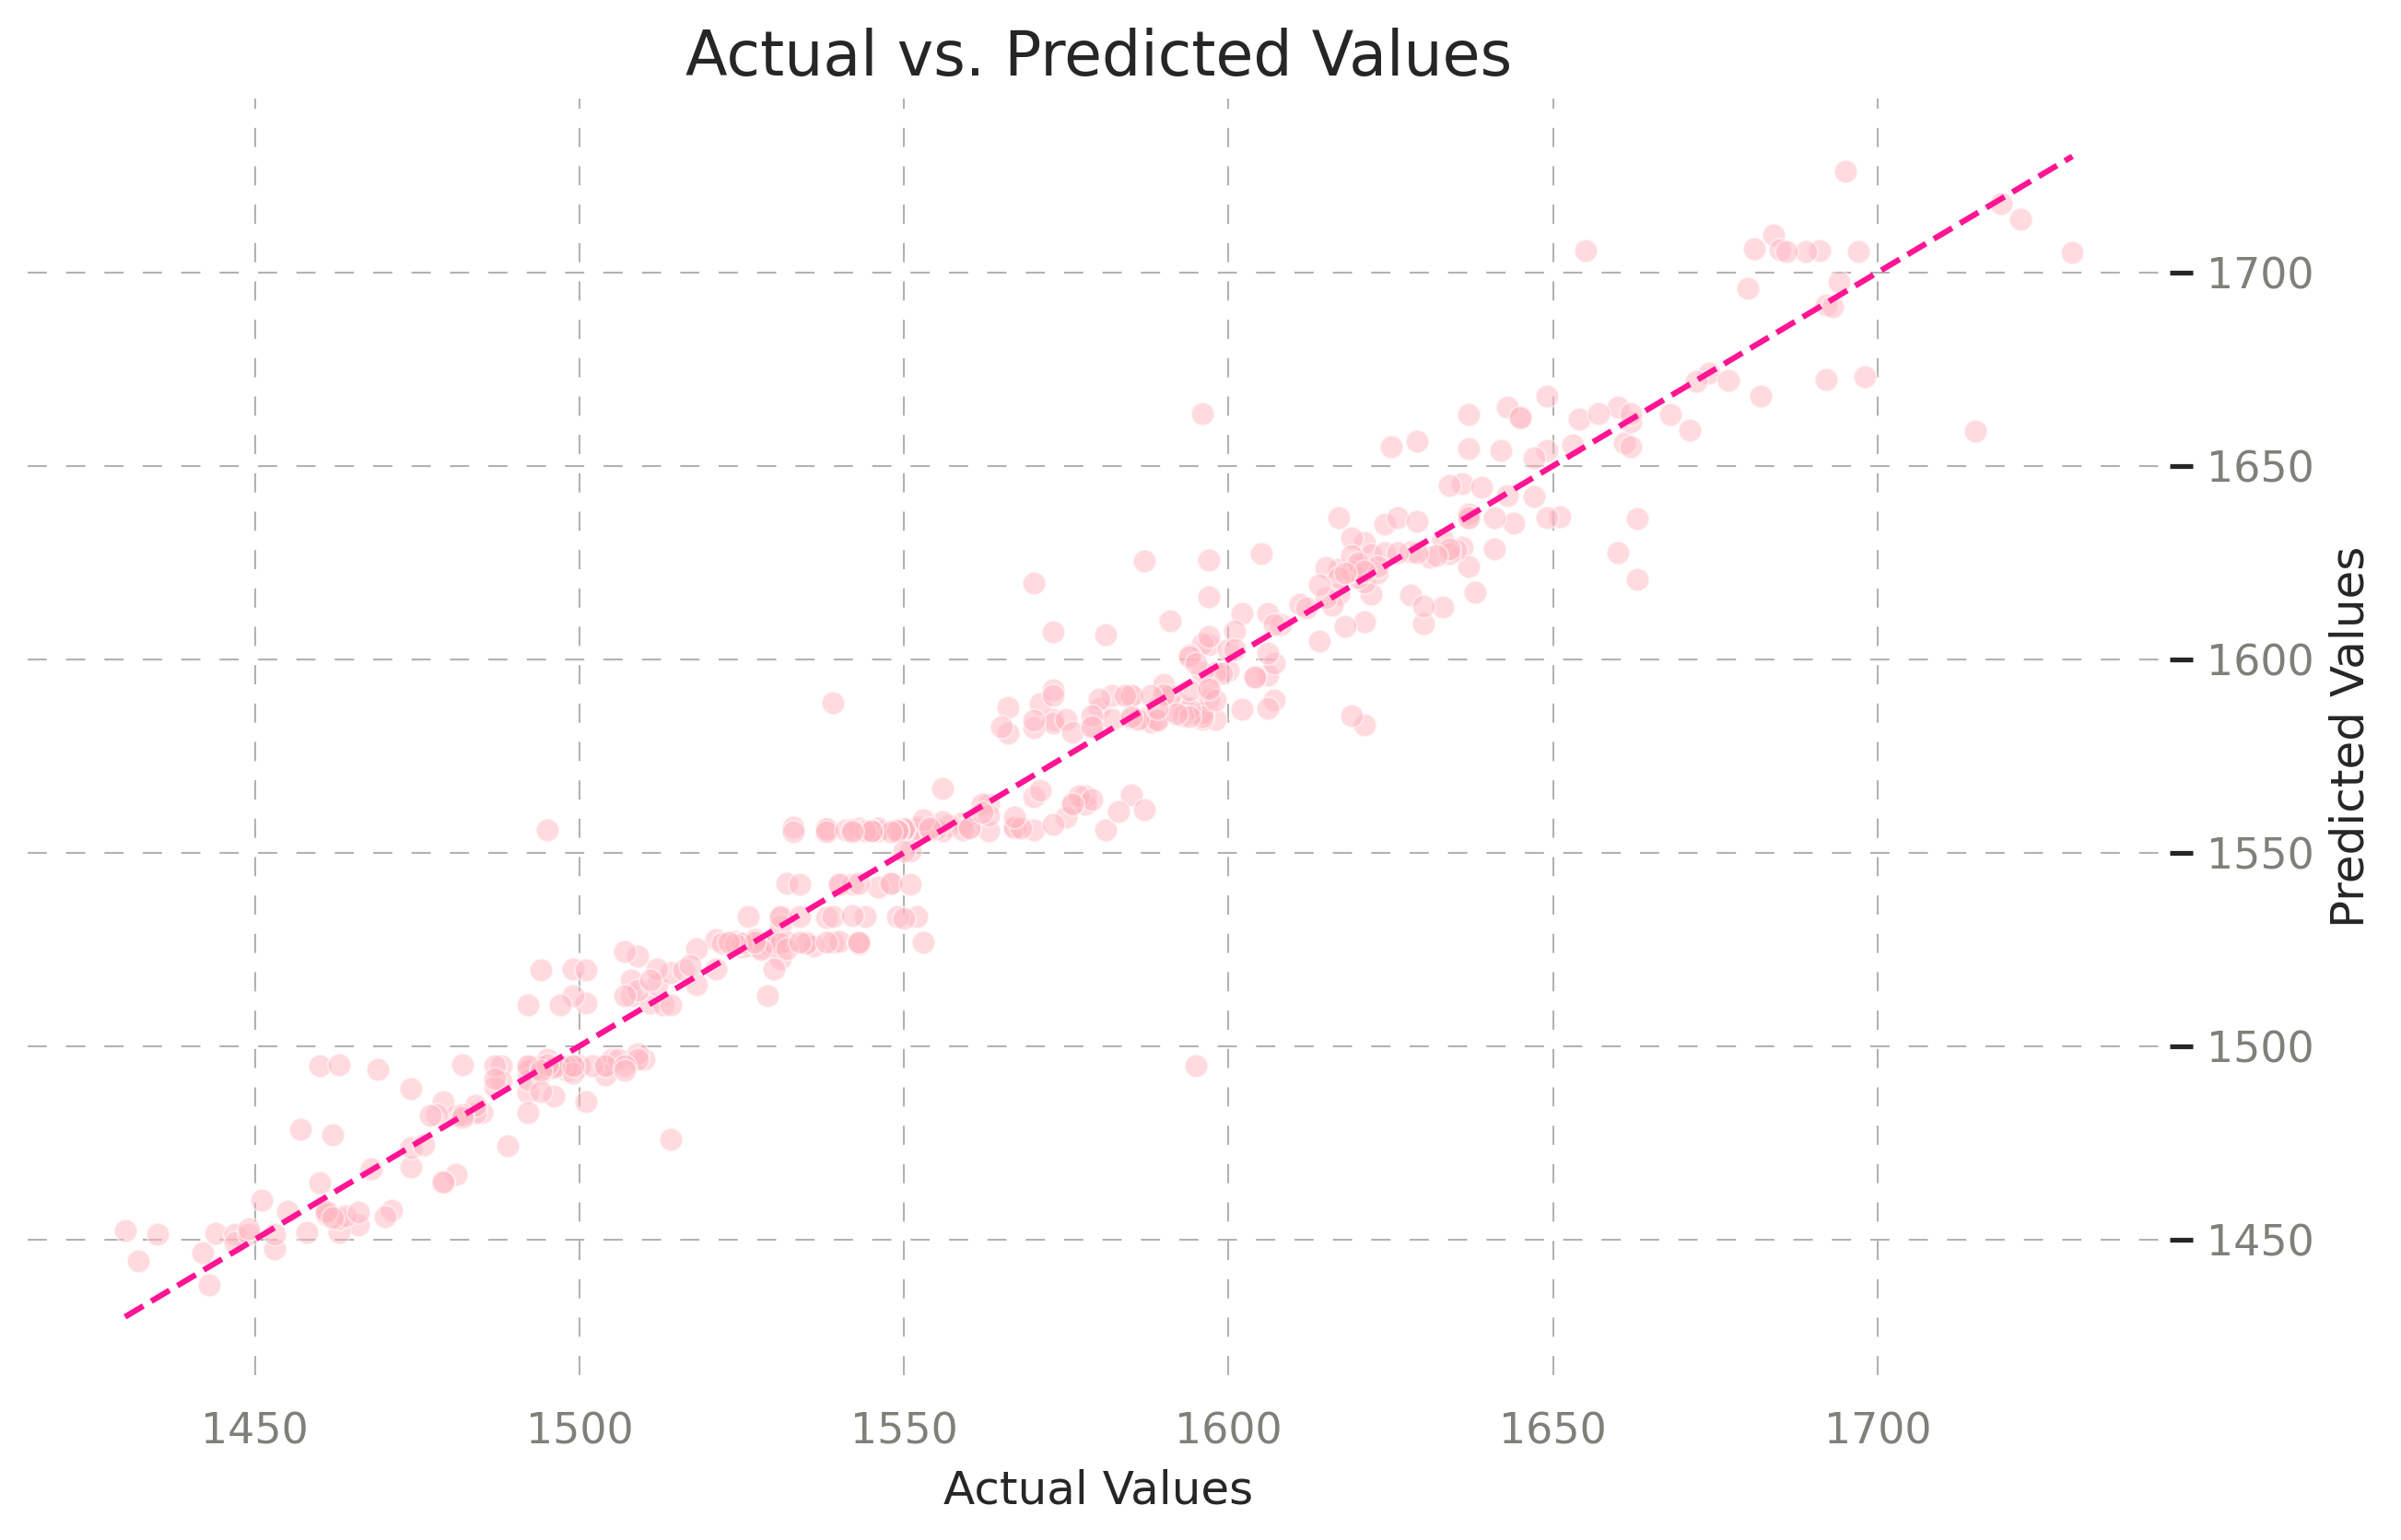 Actual vs. Predicted Values
1700
1650
1600
1550
1500
1450
Predicted Values
1450 1500 1550 1600 1650 1700
Actual Values